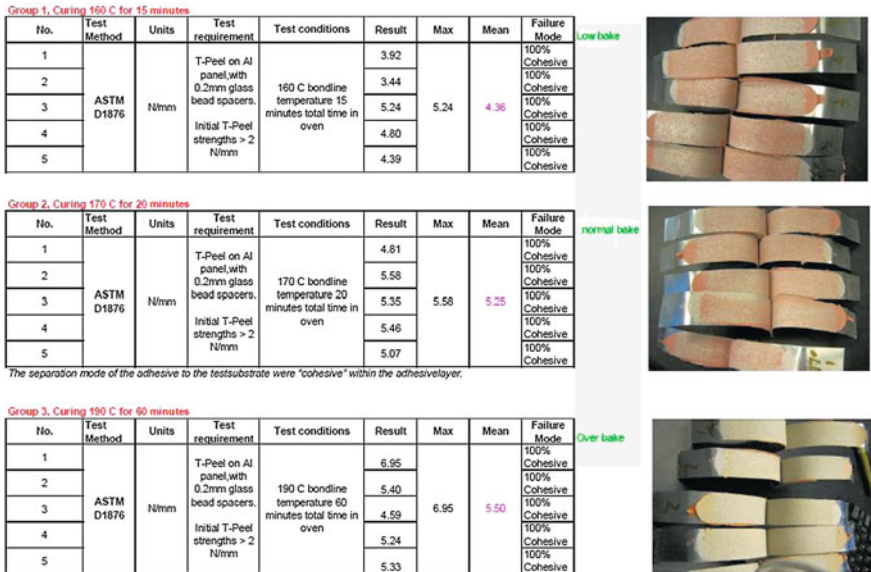 Group 1, Curing 160 C for 15 minutes
No. Test Method Units Test requirement Test conditions Result Max Mean Failure Mode
Low bake
1 3.92 100% Cohesive
2 3.44 100% Cohesive
3 5.24 100% Cohesive
4 4.80 100% Cohesive
5 4.39 100% Cohesive
ASTM D1876
N/mm
T-Peel on Al
panel,with
0.2mm glass
bead spacers.
Initial T-Peel
strengths > 2
N/mm
160 C bondline
temperature 15
minutes total time in
oven
5.24
4.36
Group 2, Curing 170 C for 20 minutes
No. Test Method Units Test requirement Test conditions Result Max Mean Failure Mode
normal bake
1 4.81 100% Cohesive
2 5.58 100% Cohesive
3 5.35 100% Cohesive
4 5.46 100% Cohesive
5 5.07 100% Cohesive
ASTM D1876
N/mm
T-Peel on Al
panel,with
0.2mm glass
bead spacers.
Initial T-Peel
strengths > 2
N/mm
170 C bondline
temperature 20
minutes total time in
oven
5.58
5.25
The separation mode of the adhesive to the testsubstrate were "cohesive" within the adhesivelayer.
Group 3, Curing 190 C for 60 minutes
No. Test Method Units Test requirement Test conditions Result Max Mean Failure Mode
Over bake
1 6.95 100% Cohesive
2 5.40 100% Cohesive
3 4.59 100% Cohesive
4 5.24 100% Cohesive
5 5.33 100% Cohesive
ASTM D1876
N/mm
T-Peel on Al
panel,with
0.2mm glass
bead spacers.
Initial T-Peel
strengths > 2
N/mm
190 C bondline
temperature 60
minutes total time in
oven
6.95
5.50